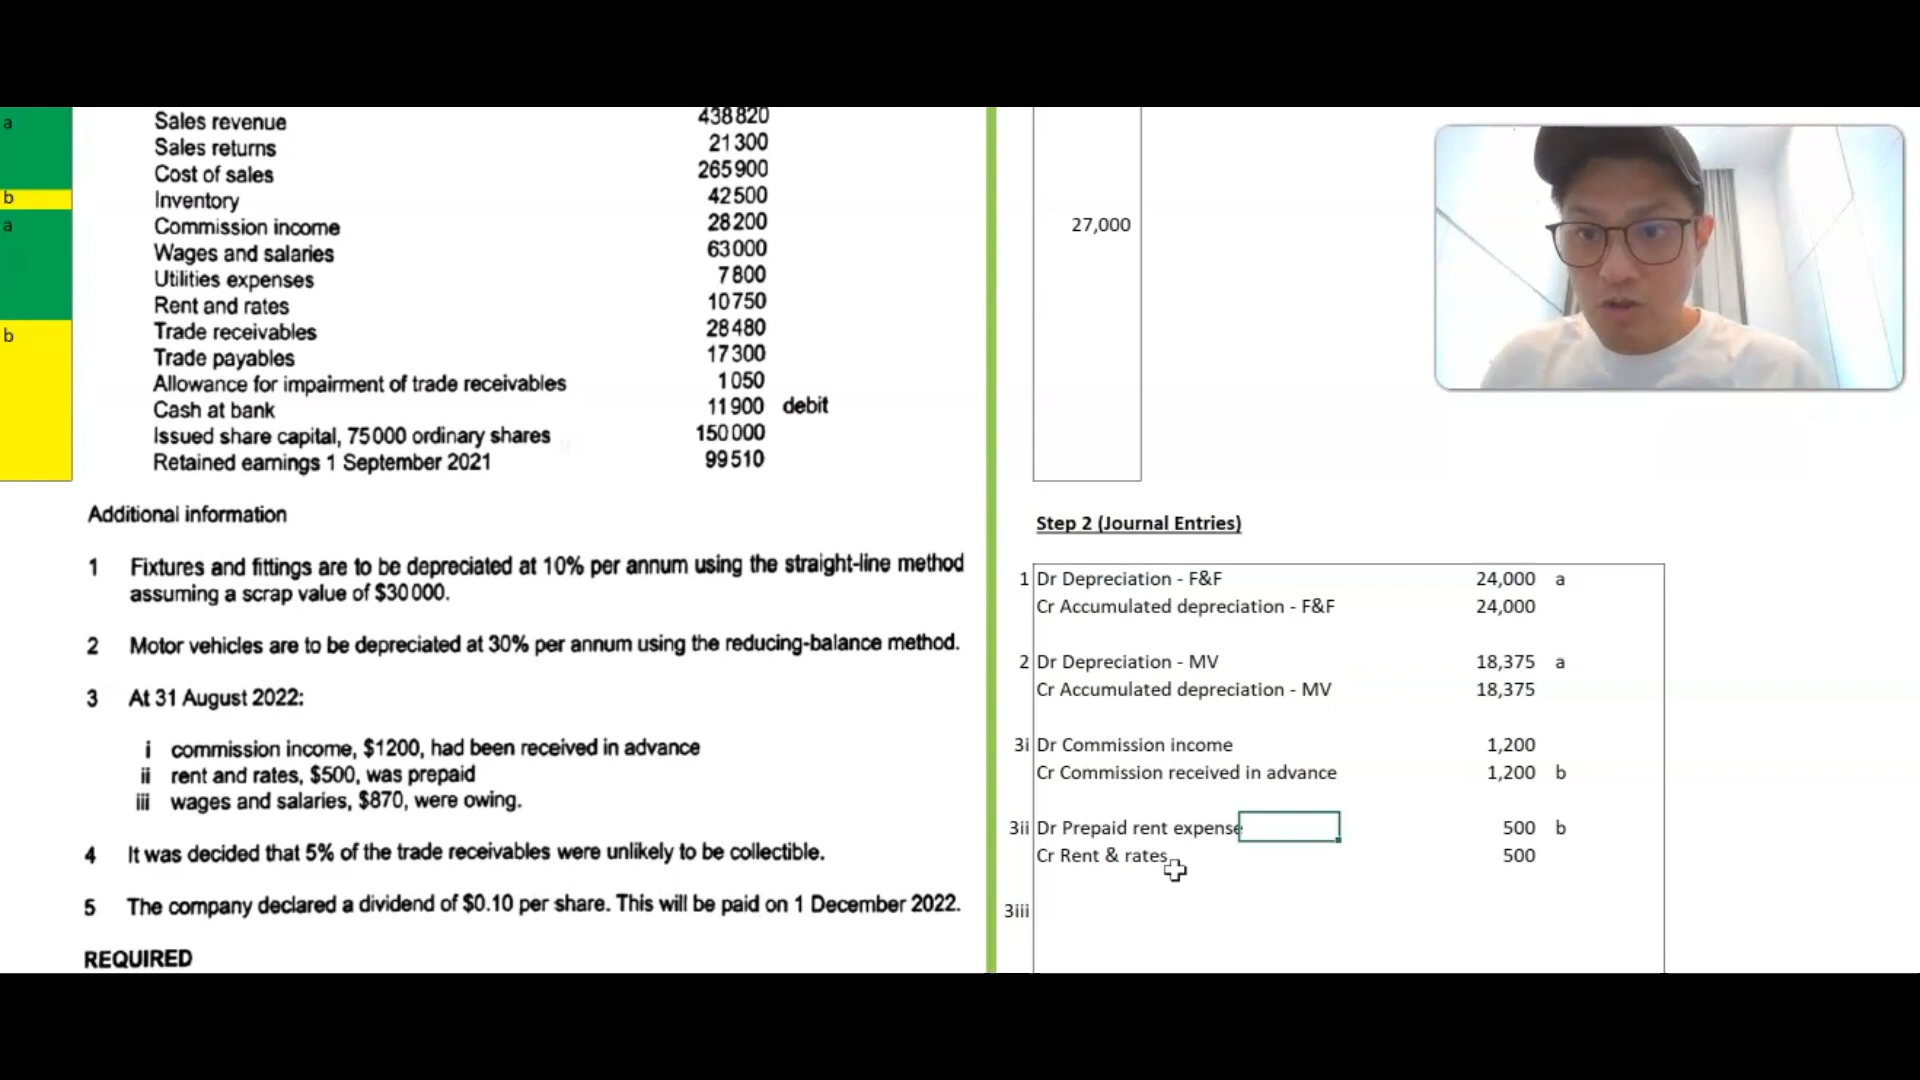 a
b
a
b
Sales revenue 438820
Sales returns 21300
Cost of sales 265900
Inventory 42500
Commission income 28200
Wages and salaries 63000
Utilities expenses 7800
Rent and rates 10750
Trade receivables 28480
Trade payables 17300
Allowance for impairment of trade receivables 1050
Cash at bank 11900 debit
Issued share capital, 75000 ordinary shares 150000
Retained earnings 1 September 2021 99510
Additional information
1 Fixtures and fittings are to be depreciated at 10% per annum using the straight-line method
assuming a scrap value of $30000.
2 Motor vehicles are to be depreciated at 30% per annum using the reducing-balance method.
3 At 31 August 2022:
i commission income, $1200, had been received in advance
ii rent and rates, $500, was prepaid
iii wages and salaries, $870, were owing.
4 It was decided that 5% of the trade receivables were unlikely to be collectible.
5 The company declared a dividend of $0.10 per share. This will be paid on 1 December 2022.
REQUIRED
27,000
Step 2 (Journal Entries)
1 Dr Depreciation - F&F 24,000 a
Cr Accumulated depreciation - F&F 24,000
2 Dr Depreciation - MV 18,375 a
Cr Accumulated depreciation - MV 18,375
3i Dr Commission income 1,200
Cr Commission received in advance 1,200 b
3ii Dr Prepaid rent expense 500 b
Cr Rent & rates 500
3iii